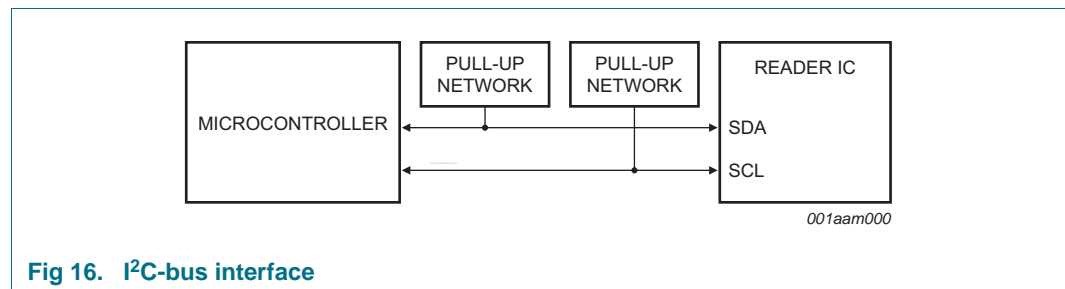 PULL-UP
NETWORK
PULL-UP
NETWORK
READER IC
MICROCONTROLLER
SDA
SCL
001aam000
Fig 16. I²C-bus interface